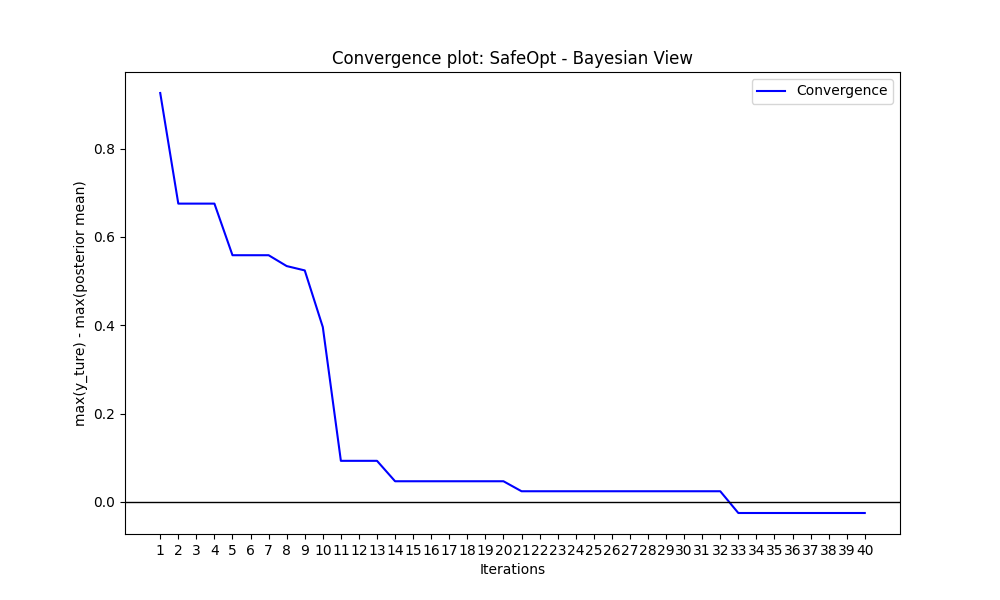 Convergence plot: SafeOpt - Bayesian View
Convergence
max(y_ture) - max(posterior mean)
0.8
0.6
0.4
0.2
0.0
1 2 3 4 5 6 7 8 9 10 11 12 13 14 15 16 17 18 19 20 21 22 23 24 25 26 27 28 29 30 31 32 33 34 35 36 37 38 39 40
Iterations